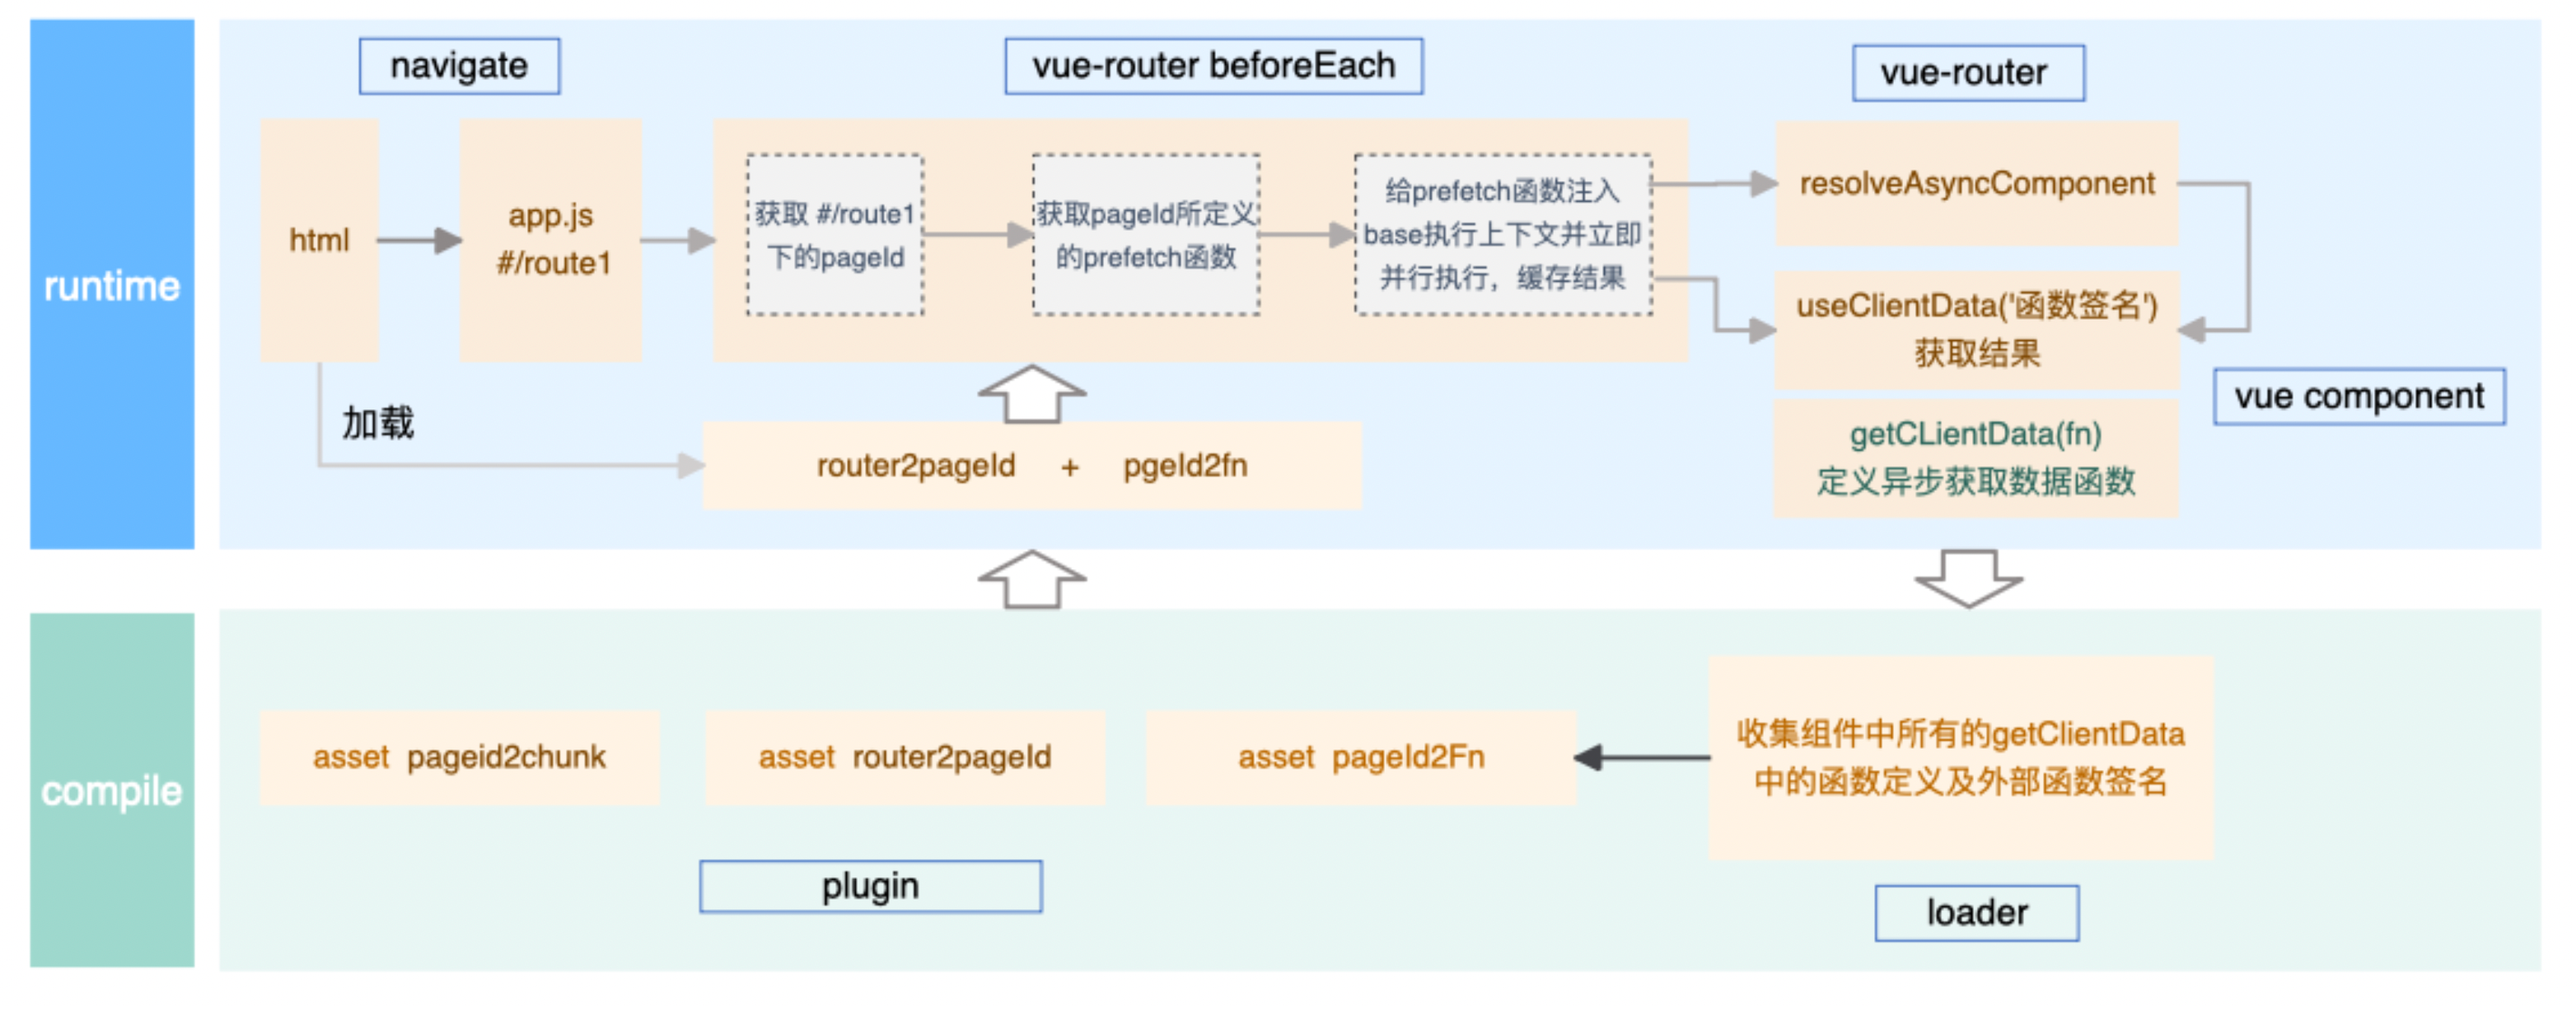 runtime
navigate
vue-router beforeEach
vue-router
html
app.js
#/route1
获取 #/route1
下的pageId
获取pageId所定义
的prefetch函数
给prefetch函数注入
base执行上下文并立即
并行执行，缓存结果
resolveAsyncComponent
useClientData('函数签名')
获取结果
vue component
加载
router2pageId + pgeId2fn
getCLientData(fn)
定义异步获取数据函数
compile
asset pageid2chunk
asset router2pageId
asset pageId2Fn
收集组件中所有的getClientData
中的函数定义及外部函数签名
plugin
loader